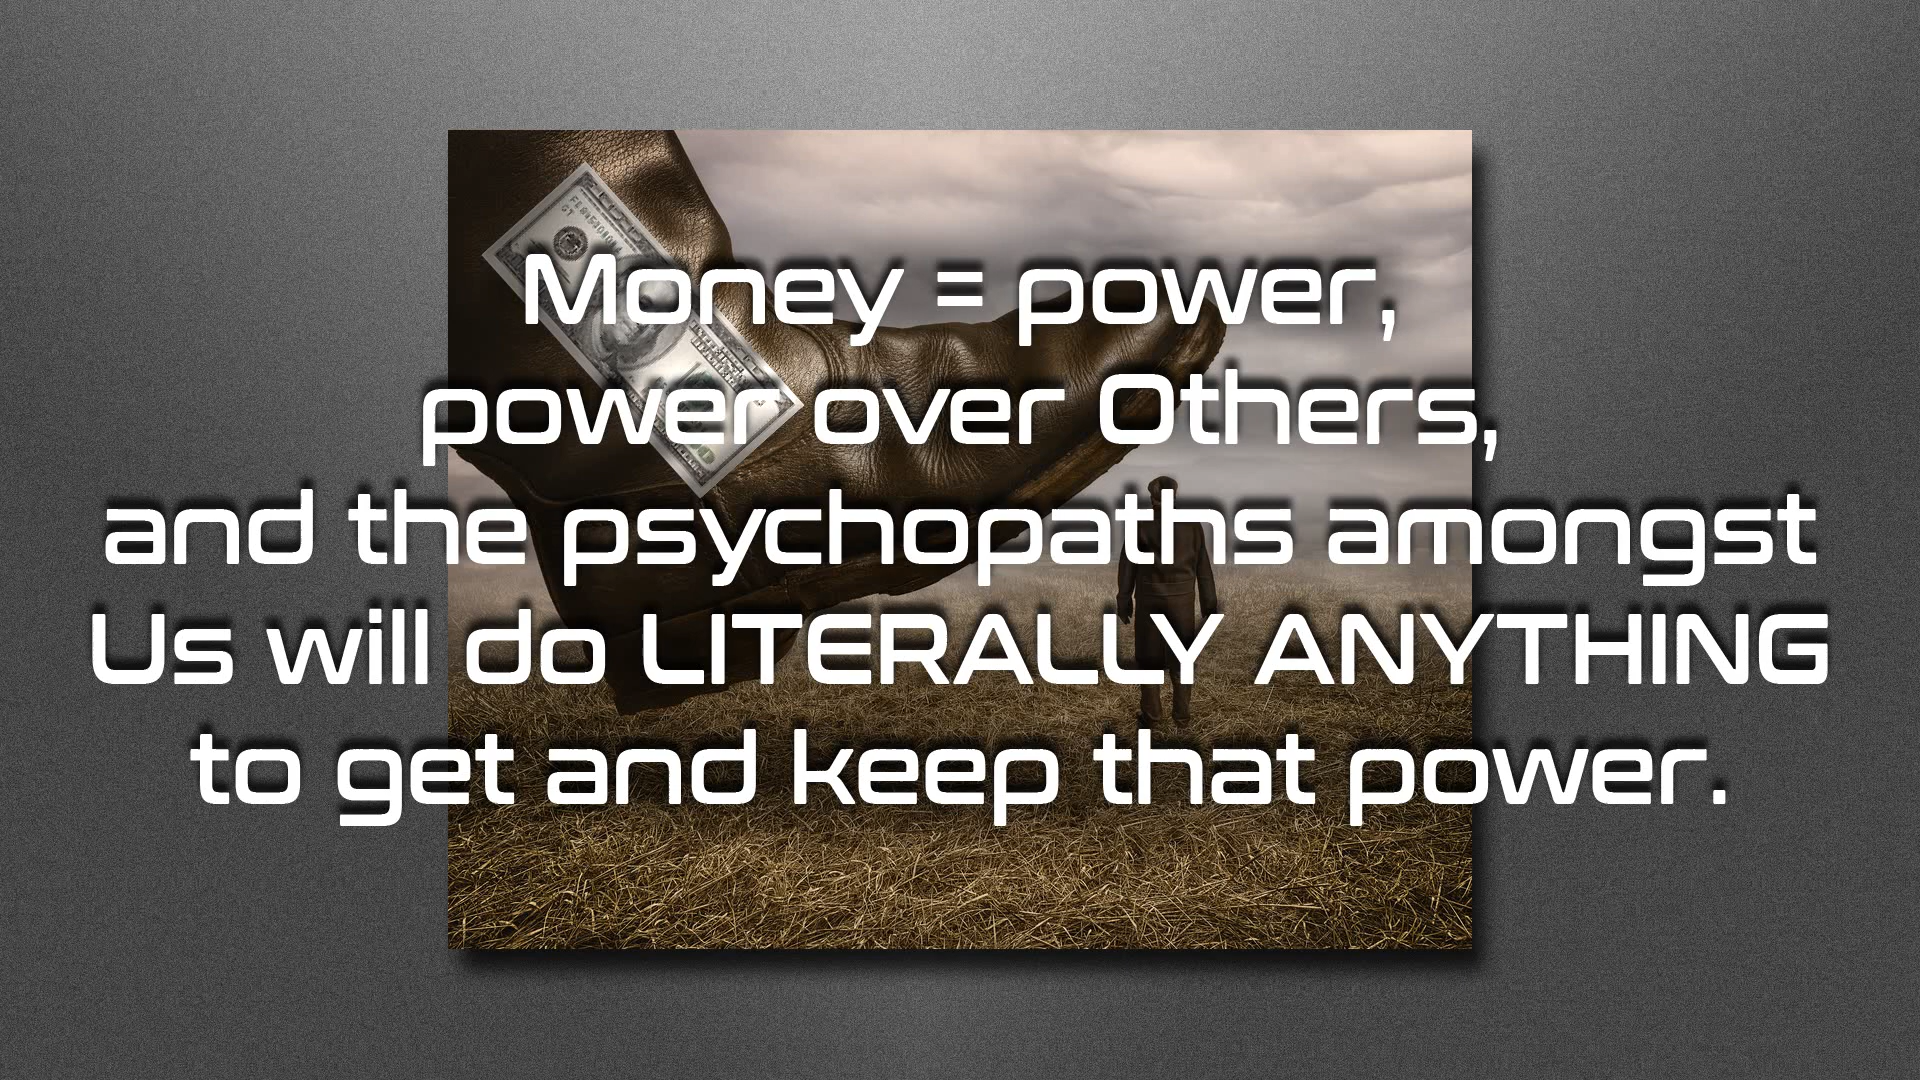 Money = power,
power over Others,
and the psychopaths amongst
Us will do LITERALLY ANYTHING
to get and keep that power.